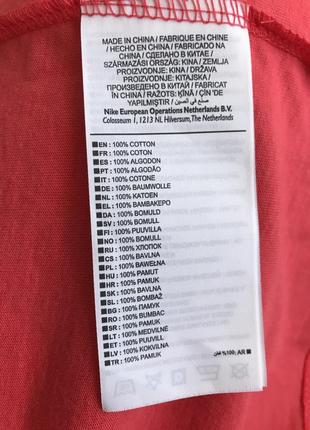 MADE IN CHINA / FABRIQUE EN CHINE
/ HECHO EN CHINA / FABRICADO NA
CHINA / СДЕЛАНО В КИТАЕ /
SZÁRMAZÁSI ORSZÁG: KÍNA / ZEMLJA
PROIZVODNJE: KINA / DRŽAVA
PROIZVODNJE: KITAJSKA /
ПРОИЗВЕДЕНО В КИТАЙ / FABRICAT
ÎN CHINA / RAŽOTS: ĶĪNĀ / ÇİN'DE
YAPILMIŞTIR / صنع في الصين
Nike European Operations Netherlands B.V.
Colosseum 1, 1213 NL Hilversum, The Netherlands
EN: 100% COTTON
FR: 100% COTON
ES: 100% ALGODON
PT: 100% ALGODÃO
IT: 100% COTONE
DE: 100% BAUMWOLLE
NL: 100% KATOEN
EL: 100% ΒΑΜΒΑΚΕΡΟ
DA: 100% BOMULD
SV: 100% BOMULL
FI: 100% PUUVILLA
NO: 100% BOMULL
RU: 100% ХЛОПОК
CS: 100% BAVLNA
PL: 100% BAWEŁNA
HU: 100% PAMUT
HR: 100% PAMUK
SK: 100% BAVLNA
SL: 100% BOMBAŽ
BG: 100% ПАМУК
RO: 100% BUMBAC
SR: 100% PAMUK
LT: 100% MEDVILNĖ
ET: 100% PUUVILL
LV: 100% KOKVILNA
TR: 100% PAMUK
AR: 100% قطن